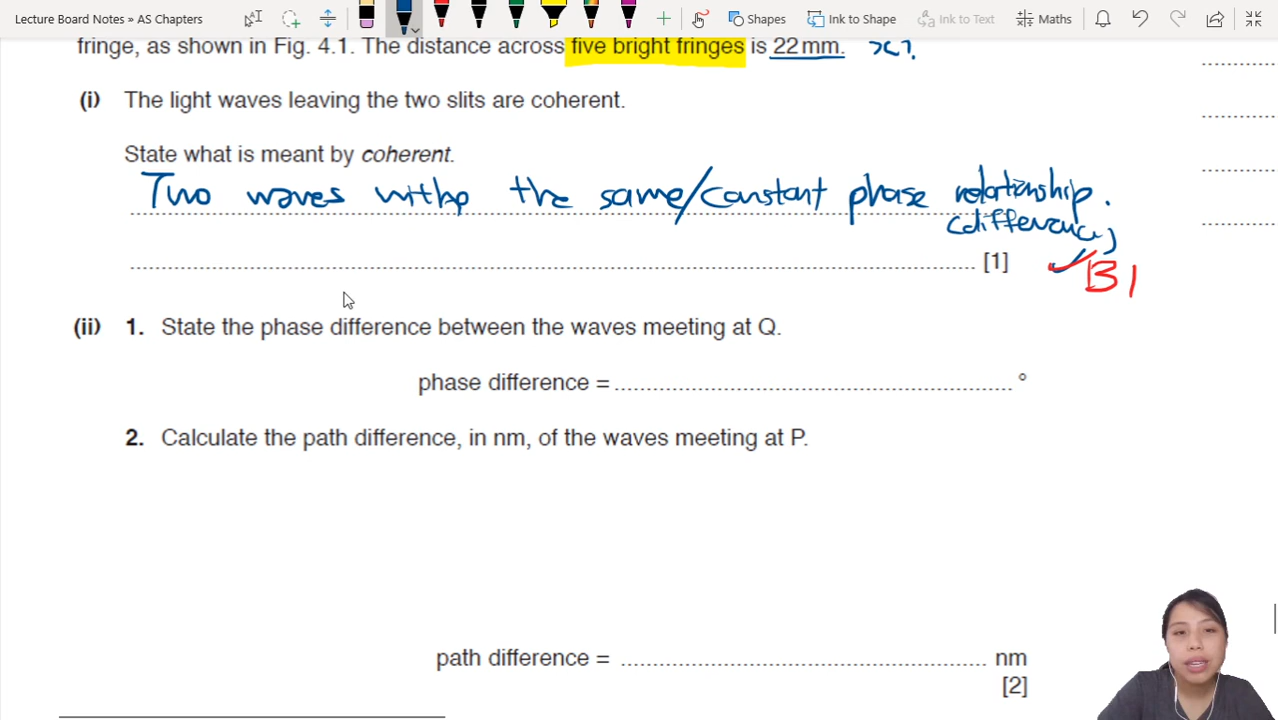 Lecture Board Notes » AS Chapters
Shapes
Ink to Shape
Ink to Text
Maths
fringe, as shown in Fig. 4.1. The distance across five bright fringes is 22 mm. x?
(i) The light waves leaving the two slits are coherent.
State what is meant by coherent.
Two waves with the same/constant phase relationship.
(difference)
[1] ✓ B1
(ii) 1. State the phase difference between the waves meeting at Q.
phase difference = ........................................................................ °
2. Calculate the path difference, in nm, of the waves meeting at P.
path difference = .................................................................... nm
[2]